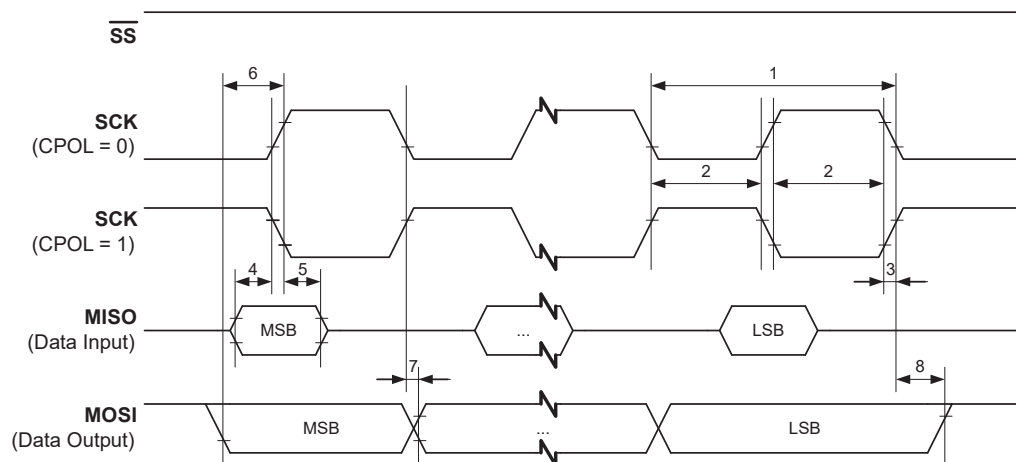 SS
6
1
SCK
(CPOL = 0)
2
2
SCK
(CPOL = 1)
4
5
3
MISO
(Data Input)
MSB
...
LSB
7
8
MOSI
(Data Output)
MSB
...
LSB